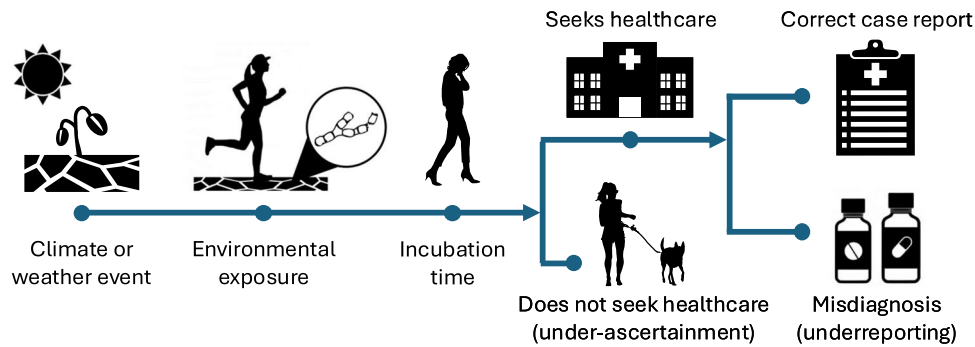 Seeks healthcare
Correct case report
Climate or
weather event
Environmental
exposure
Incubation
time
Does not seek healthcare
(under-ascertainment)
Misdiagnosis
(underreporting)